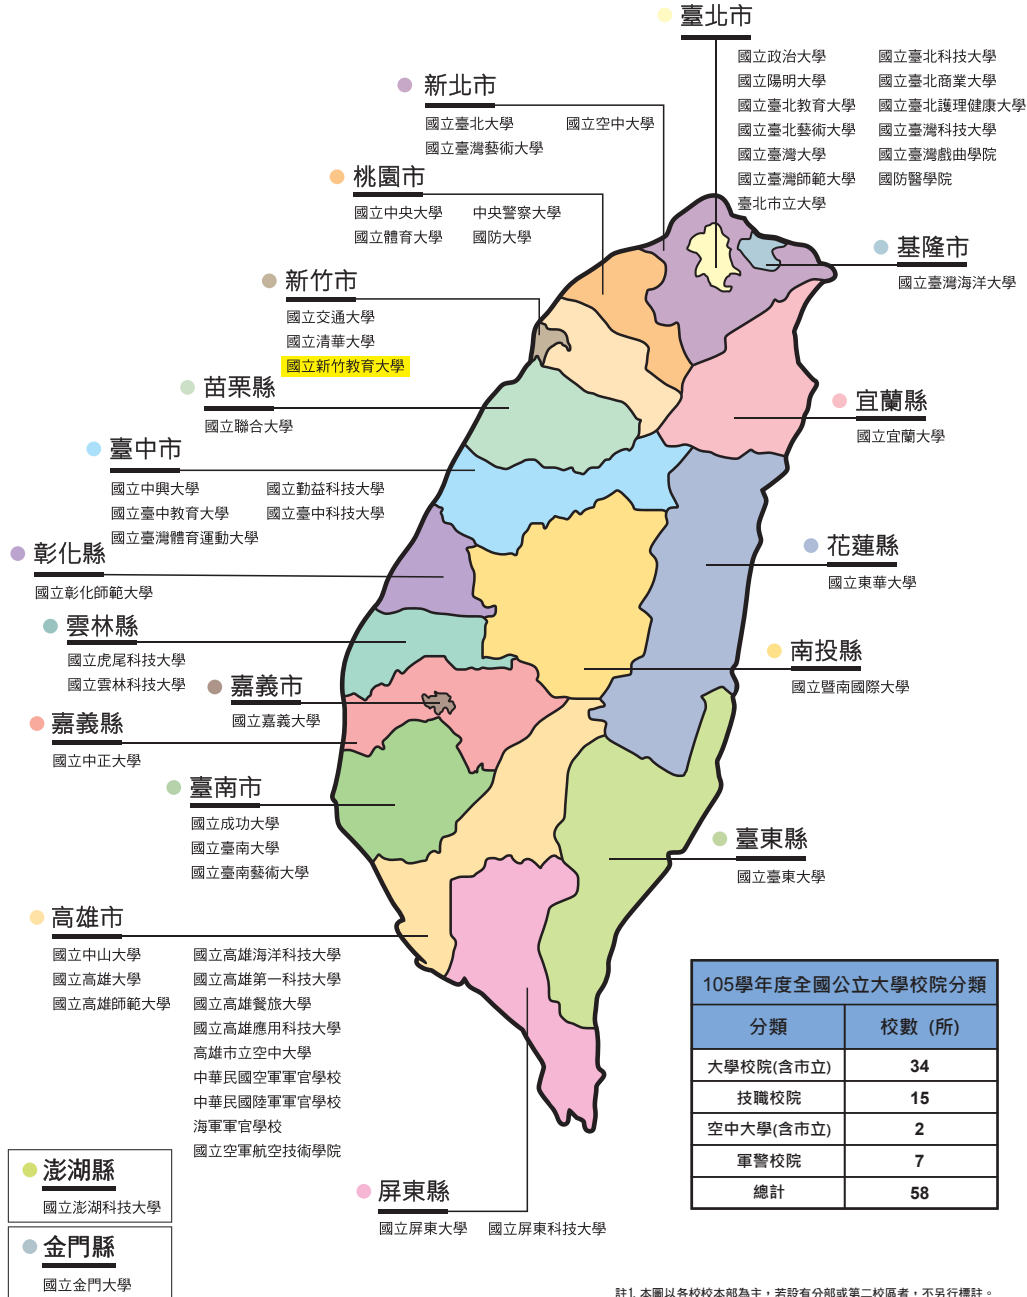 臺北市
國立政治大學
國立陽明大學
國立臺北教育大學
國立臺北藝術大學
國立臺灣大學
國立臺灣師範大學
臺北市立大學
國立臺北科技大學
國立臺北商業大學
國立臺北護理健康大學
國立臺灣科技大學
國立臺灣戲曲學院
國防醫學院
新北市
國立臺北大學
國立臺灣藝術大學
國立空中大學
桃園市
國立中央大學
國立體育大學
中央警察大學
國防大學
基隆市
國立臺灣海洋大學
新竹市
國立交通大學
國立清華大學
國立新竹教育大學
苗栗縣
國立聯合大學
宜蘭縣
國立宜蘭大學
臺中市
國立中興大學
國立臺中教育大學
國立臺灣體育運動大學
國立勤益科技大學
國立臺中科技大學
彰化縣
國立彰化師範大學
花蓮縣
國立東華大學
雲林縣
國立虎尾科技大學
國立雲林科技大學
南投縣
國立暨南國際大學
嘉義市
國立嘉義大學
嘉義縣
國立中正大學
臺南市
國立成功大學
國立臺南大學
國立臺南藝術大學
臺東縣
國立臺東大學
高雄市
國立中山大學
國立高雄大學
國立高雄師範大學
國立高雄海洋科技大學
國立高雄第一科技大學
國立高雄餐旅大學
國立高雄應用科技大學
高雄市立空中大學
中華民國空軍軍官學校
中華民國陸軍軍官學校
海軍軍官學校
國立空軍航空技術學院
105學年度全國公立大學校院分類
分類 校數 (所)
大學校院(含市立) 34
技職校院 15
空中大學(含市立) 2
軍警校院 7
總計 58
澎湖縣
國立澎湖科技大學
屏東縣
國立屏東大學 國立屏東科技大學
金門縣
國立金門大學
註1. 本圖以各校校本部為主，若設有分部或第二校區者，不另行標註。